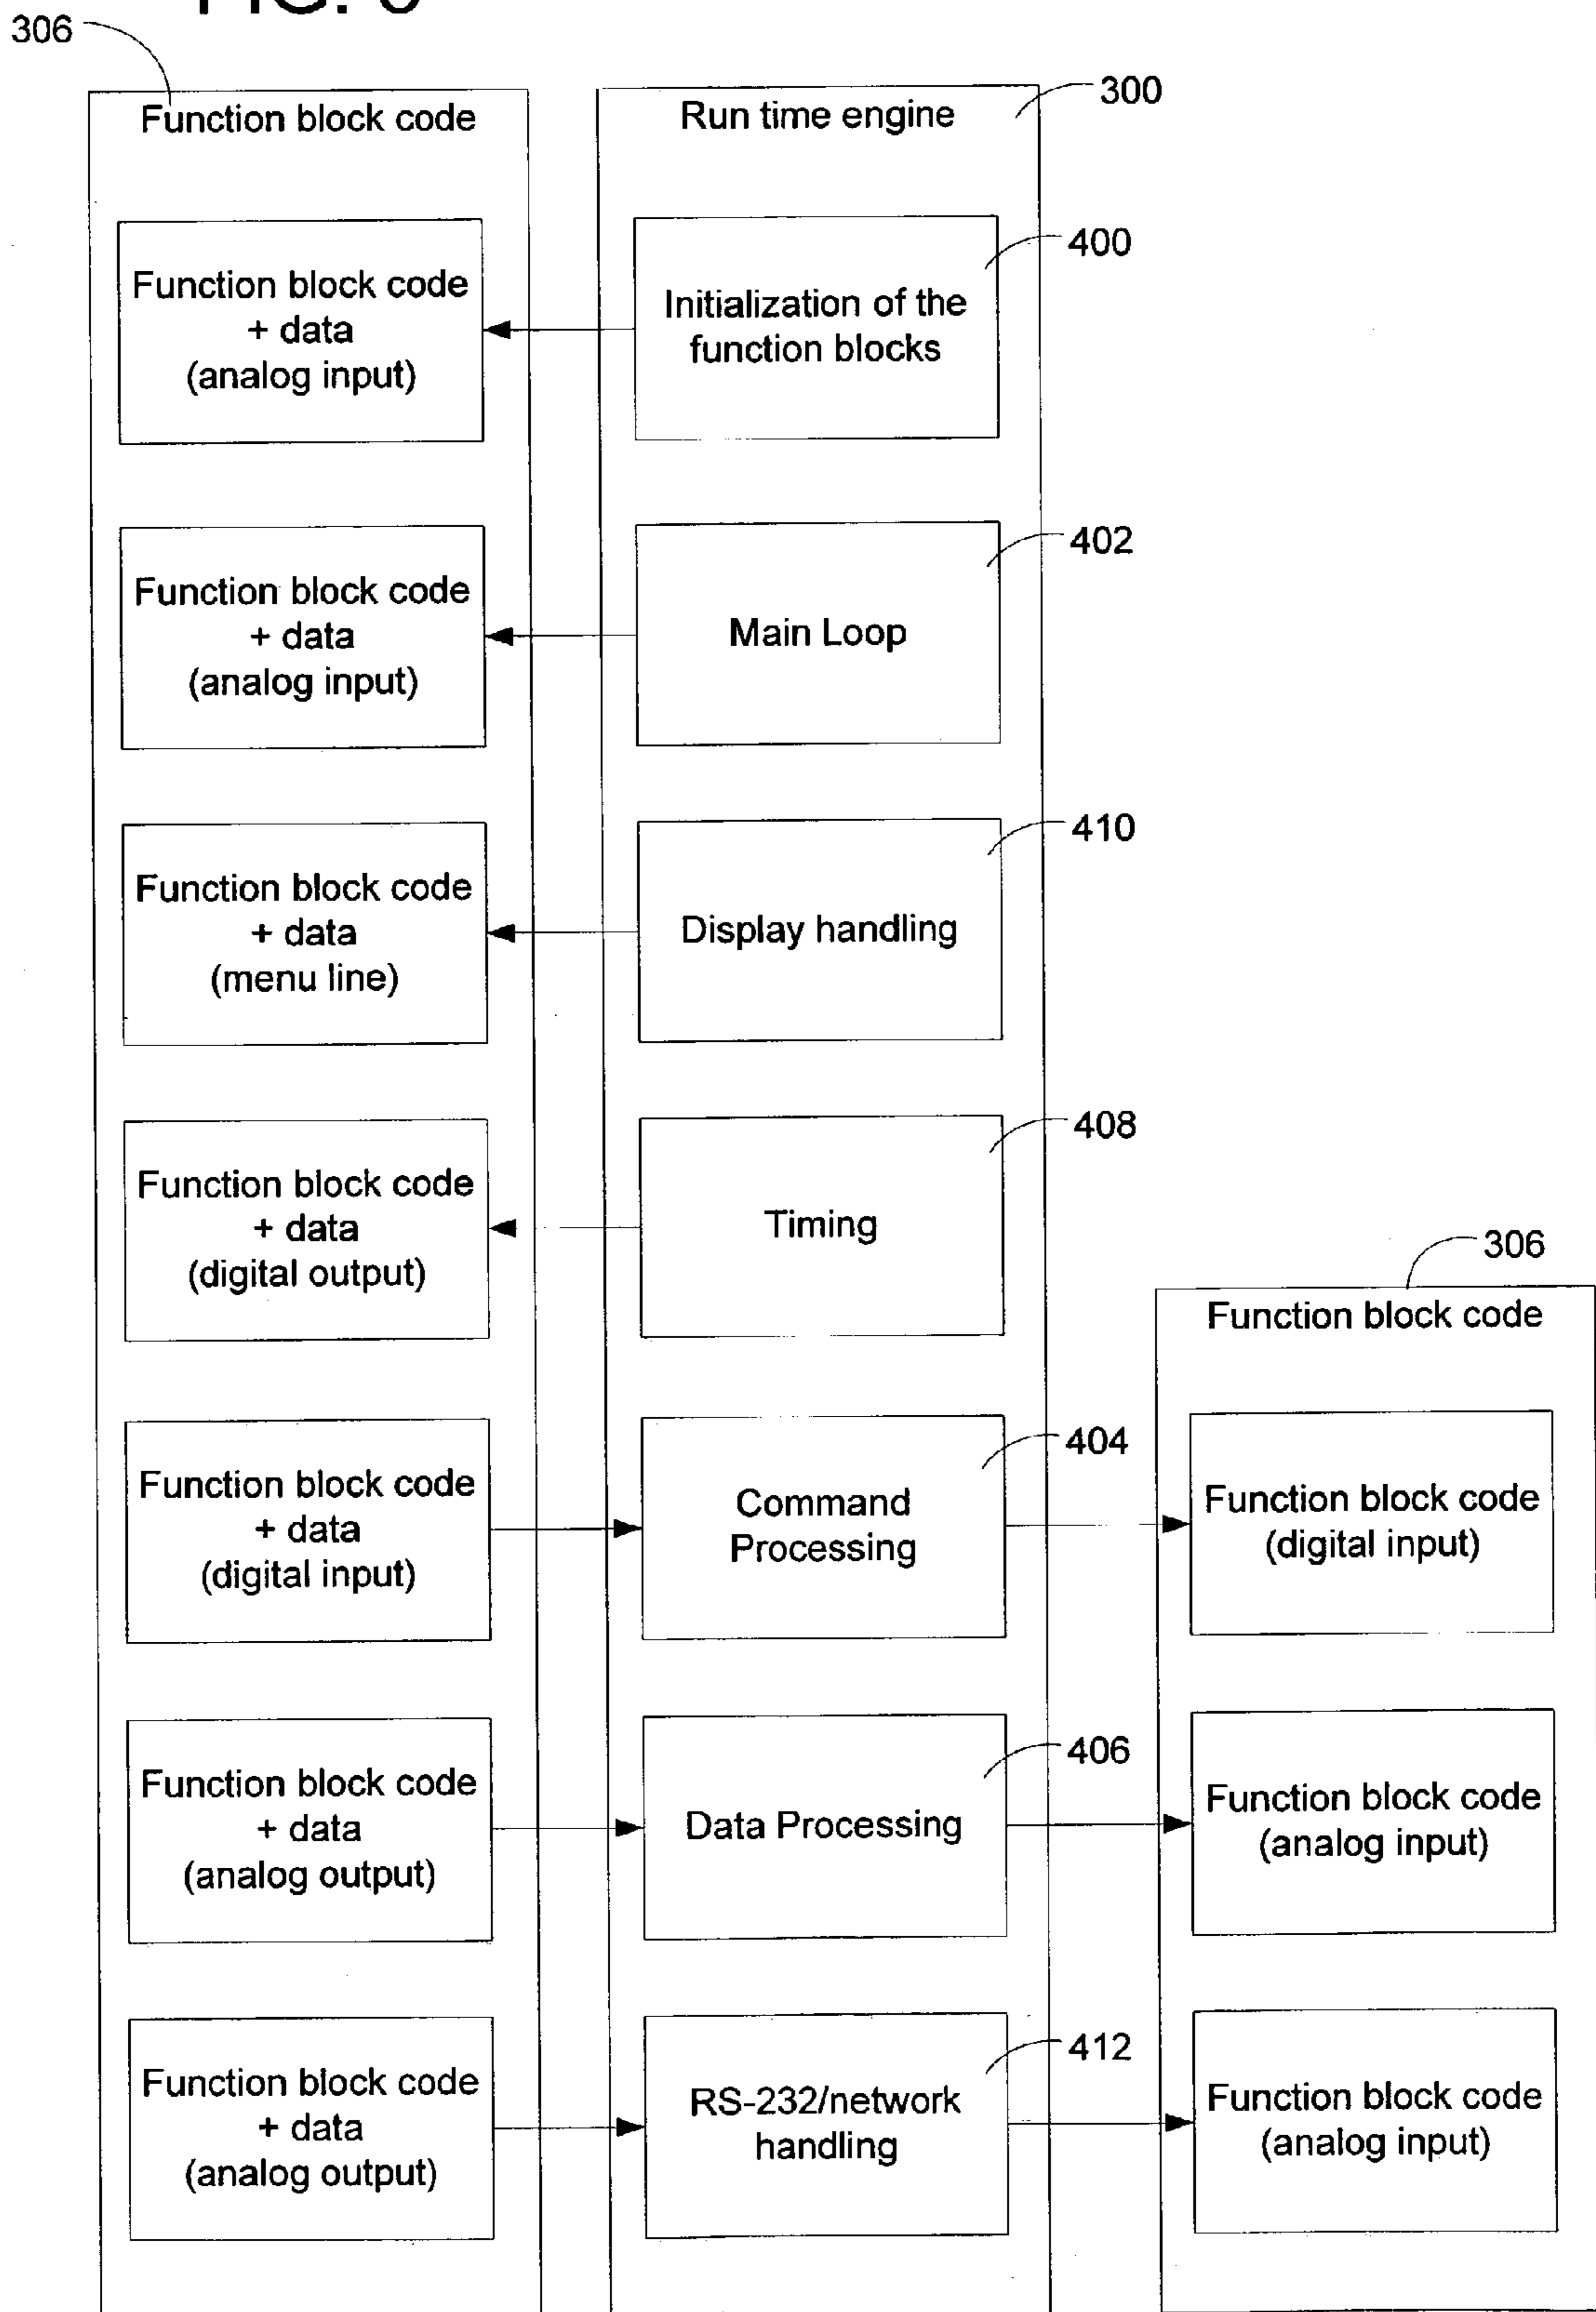 306
Function block code
Run time engine
300
Function block code
+ data
(analog input)
Initialization of the
function blocks
400
Function block code
+ data
(analog input)
Main Loop
402
Function block code
+ data
(menu line)
Display handling
410
Function block code
+ data
(digital output)
Timing
408
306
Function block code
Function block code
+ data
(digital input)
Command
Processing
404
Function block code
(digital input)
Function block code
+ data
(analog output)
Data Processing
406
Function block code
(analog input)
Function block code
+ data
(analog output)
RS-232/network
handling
412
Function block code
(analog input)